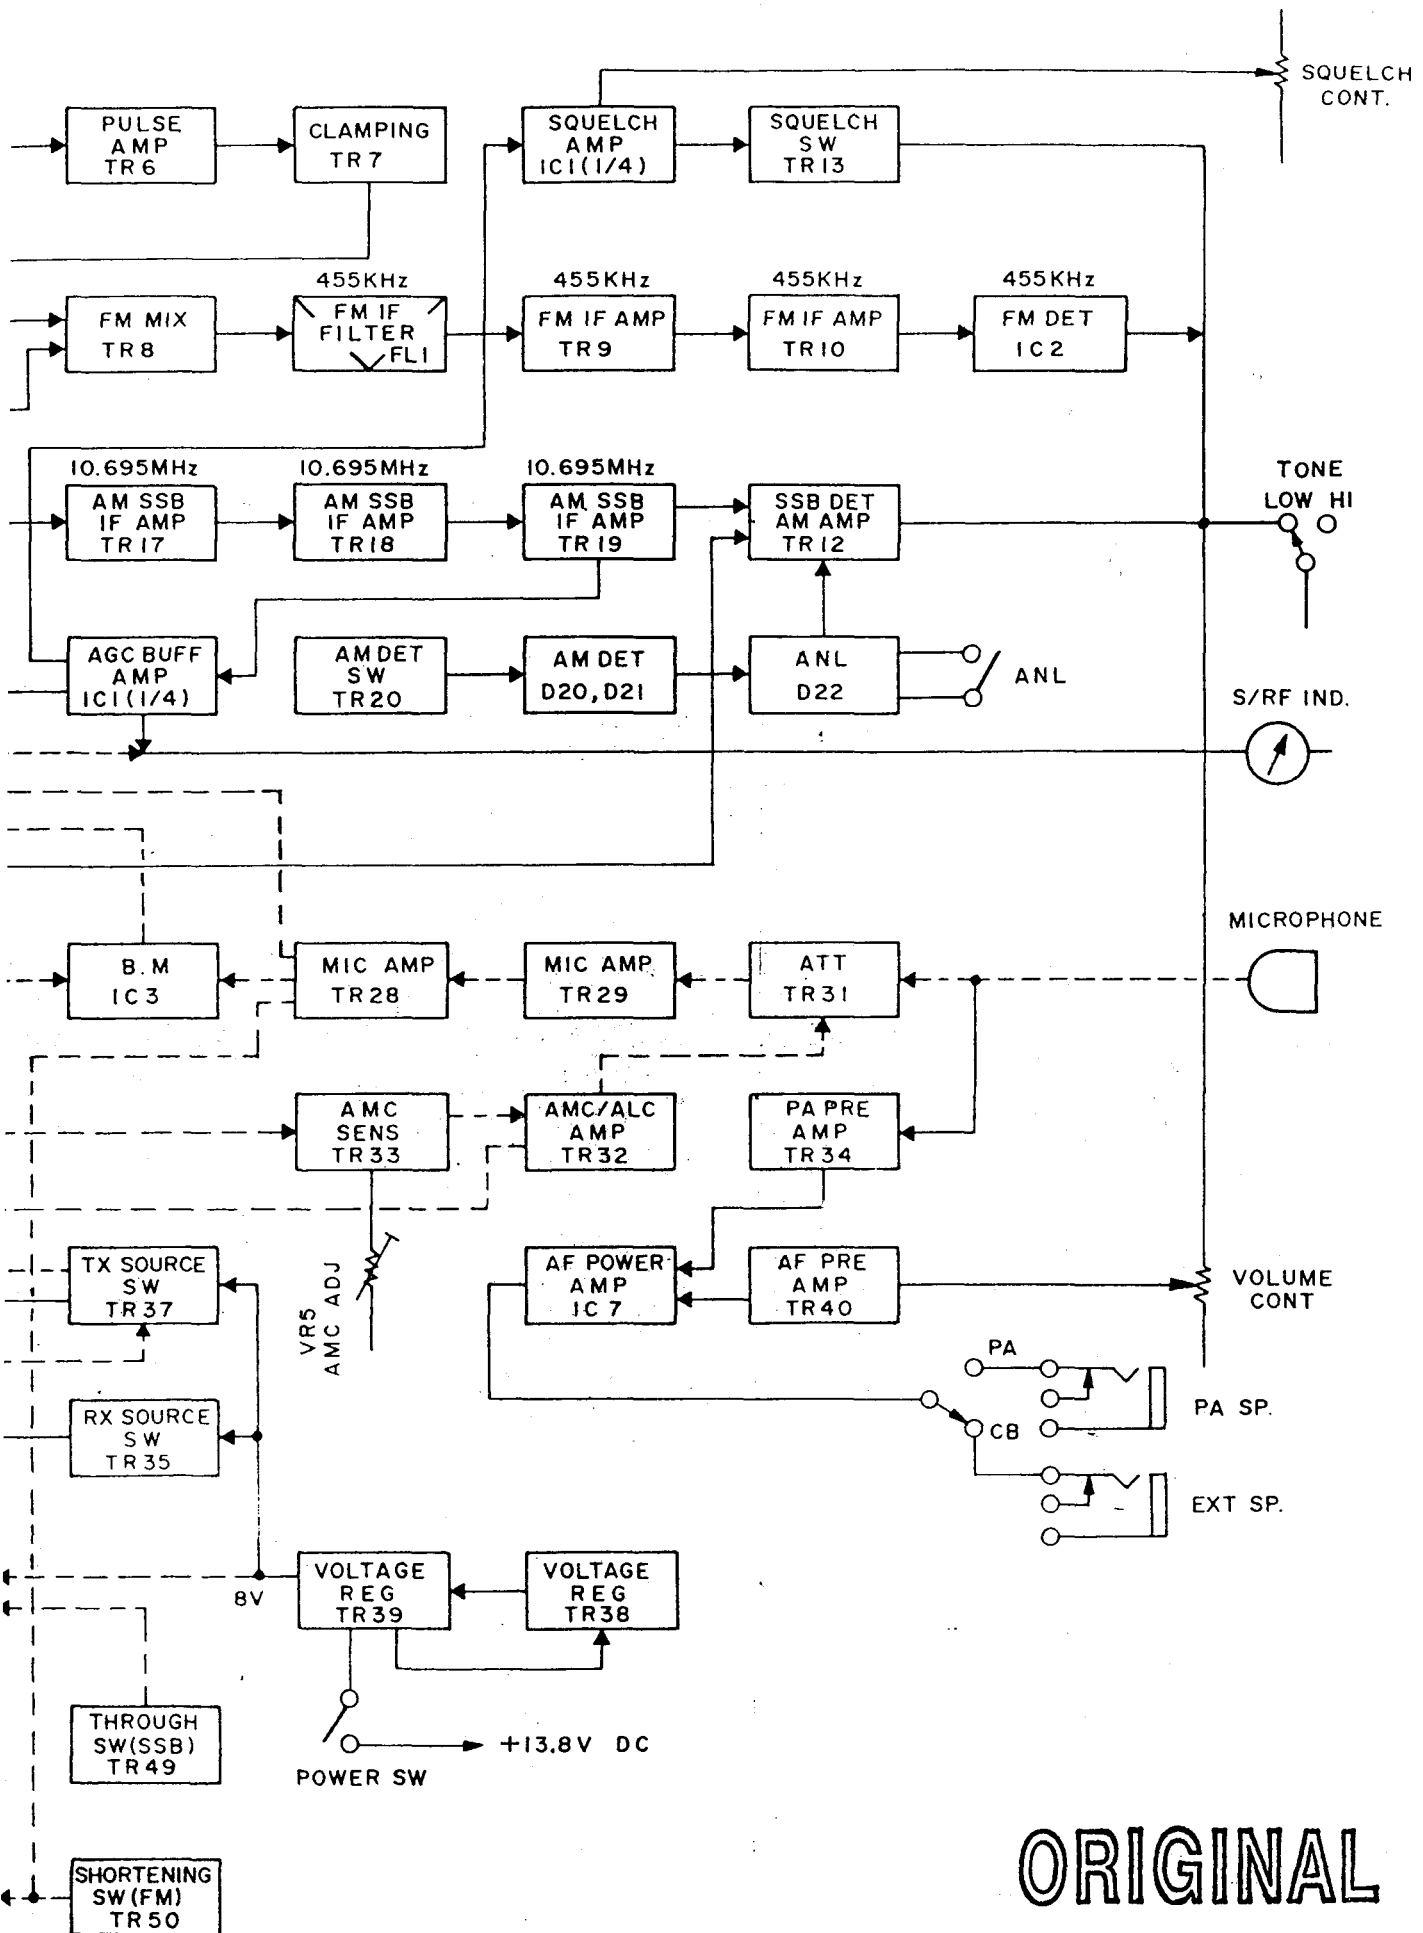 SQUELCH
CONT.
PULSE
AMP
TR6
CLAMPING
TR7
SQUELCH
AMP
IC1(1/4)
SQUELCH
SW
TR13
455KHz
455KHz
455KHz
455KHz
FM MIX
TR8
FM IF
FILTER
FL1
FM IF AMP
TR9
FM IF AMP
TR10
FM DET
IC2
10.695MHz
10.695MHz
10.695MHz
TONE
LOW HI
AM SSB
IF AMP
TR17
AM SSB
IF AMP
TR18
AM SSB
IF AMP
TR19
SSB DET
AM AMP
TR12
AGC BUFF
AMP
IC1(1/4)
AM DET
SW
TR20
AM DET
D20, D21
ANL
D22
ANL
S/RF IND.
MICROPHONE
B.M
IC3
MIC AMP
TR28
MIC AMP
TR29
ATT
TR31
AMC
SENS
TR33
AMC/ALC
AMP
TR32
PA PRE
AMP
TR34
TX SOURCE
SW
TR37
VR5
AMC ADJ
AF POWER
AMP
IC7
AF PRE
AMP
TR40
VOLUME
CONT
PA
CB
PA SP.
RX SOURCE
SW
TR35
EXT SP.
8V
VOLTAGE
REG
TR39
VOLTAGE
REG
TR38
THROUGH
SW(SSB)
TR49
+13.8V DC
POWER SW
SHORTENING
SW(FM)
TR50
ORIGINAL